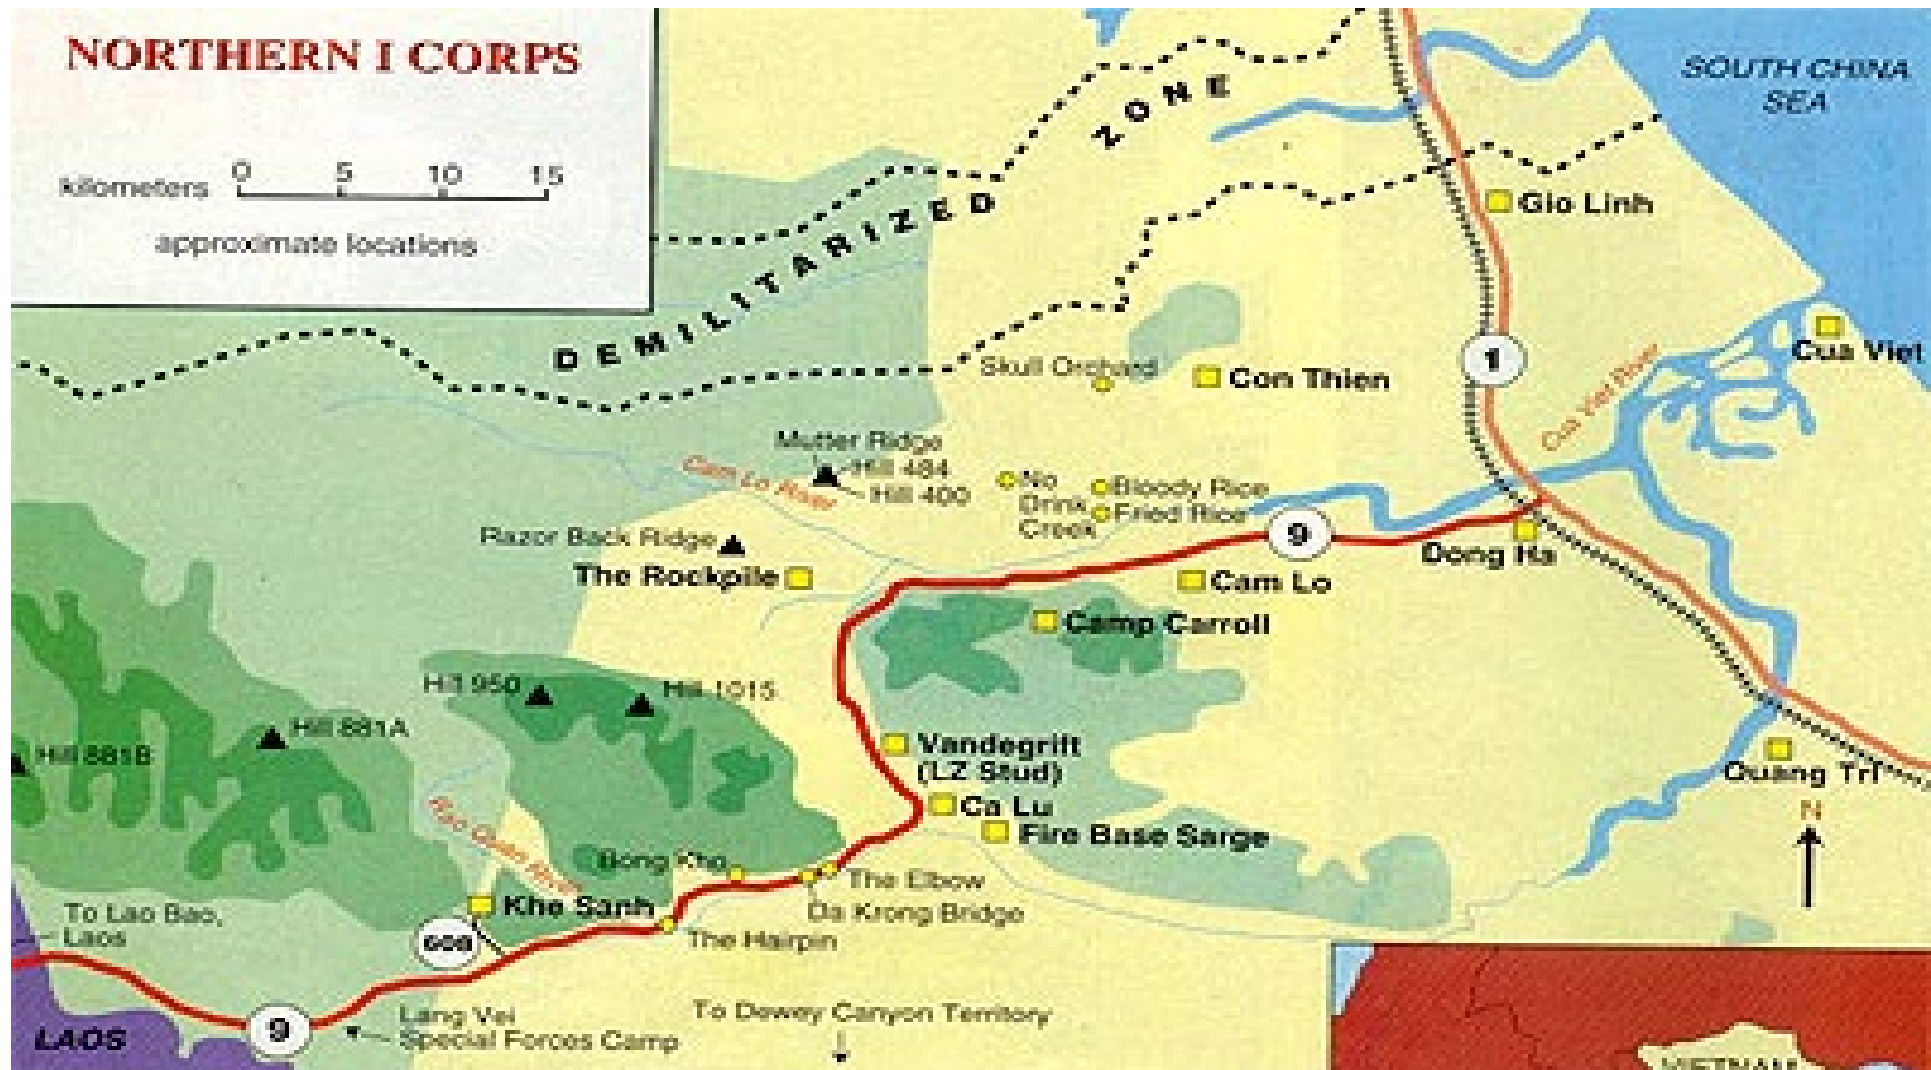 NORTHERN I CORPS
kilometers 0 5 10 15
approximate locations
SOUTH CHINA
SEA
DEMILITARIZED ZONE
Gio Linh
1
Cua Viet
Cua Viet River
Skull Orchard
Con Thien
Mutter Ridge
Hill 484
Hill 400
Cam Lo River
No
Drink
Creek
Bloody Rice
Fried Rice
9
Dong Ha
Razor Back Ridge
The Rockpile
Cam Lo
Camp Carroll
Hill 950
Hill 1015
Hill 881A
Hill 881B
Vandegrift
(LZ Stud)
Ca Lu
Fire Base Sarge
Quang Tri
N
Rao Quan River
Bong Kho
The Elbow
Da Krong Bridge
Khe Sanh
The Hairpin
608
To Lao Bao,
Laos
9
LAOS
Lang Vei
Special Forces Camp
To Dewey Canyon Territory
VIETNAM